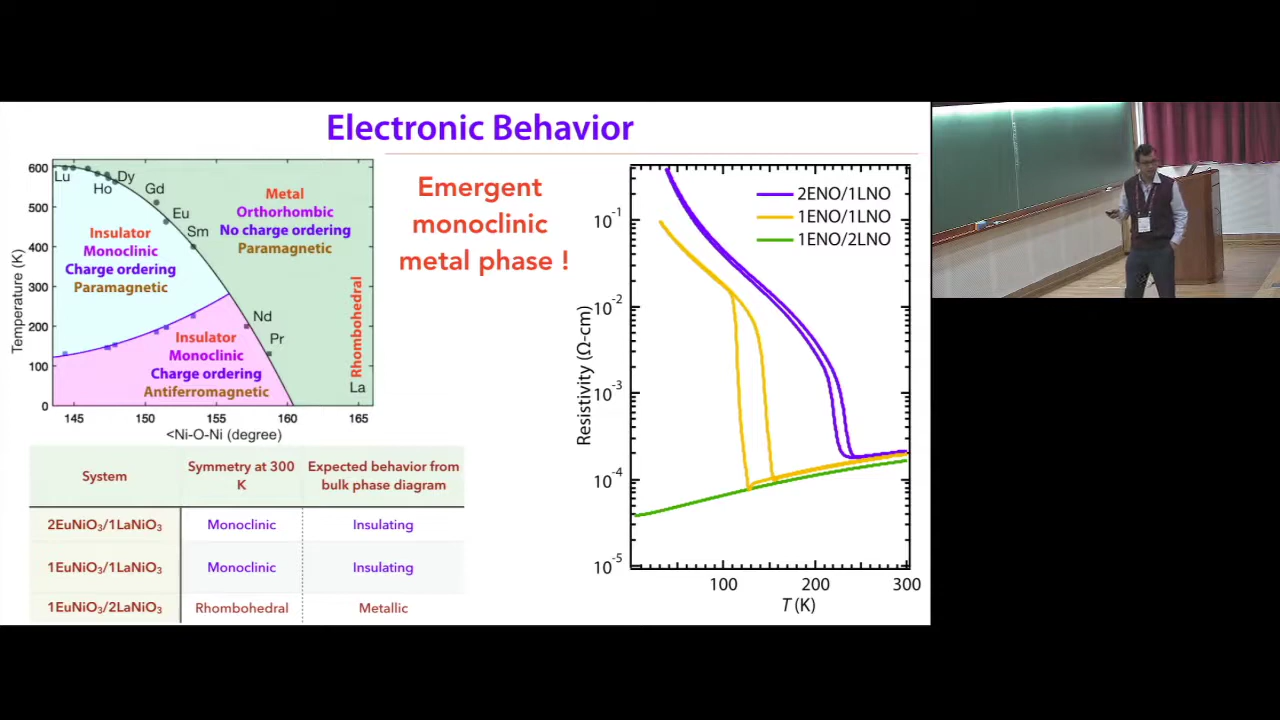 Electronic Behavior
600
500
400
300
200
100
0
Temperature (K)
145
150
155
160
165
<Ni-O-Ni (degree)
Lu
Ho
Dy
Gd
Eu
Sm
Nd
Pr
La
Metal
Orthorhombic
No charge ordering
Paramagnetic
Insulator
Monoclinic
Charge ordering
Paramagnetic
Insulator
Monoclinic
Charge ordering
Antiferromagnetic
Rhombohedral
Emergent
monoclinic
metal phase !
2ENO/1LNO
1ENO/1LNO
1ENO/2LNO
10⁻¹
10⁻²
10⁻³
10⁻⁴
10⁻⁵
Resistivity (Ω-cm)
100
200
300
T (K)
System
Symmetry at 300
K
Expected behavior from
bulk phase diagram
2EuNiO₃/1LaNiO₃
Monoclinic
Insulating
1EuNiO₃/1LaNiO₃
Monoclinic
Insulating
1EuNiO₃/2LaNiO₃
Rhombohedral
Metallic